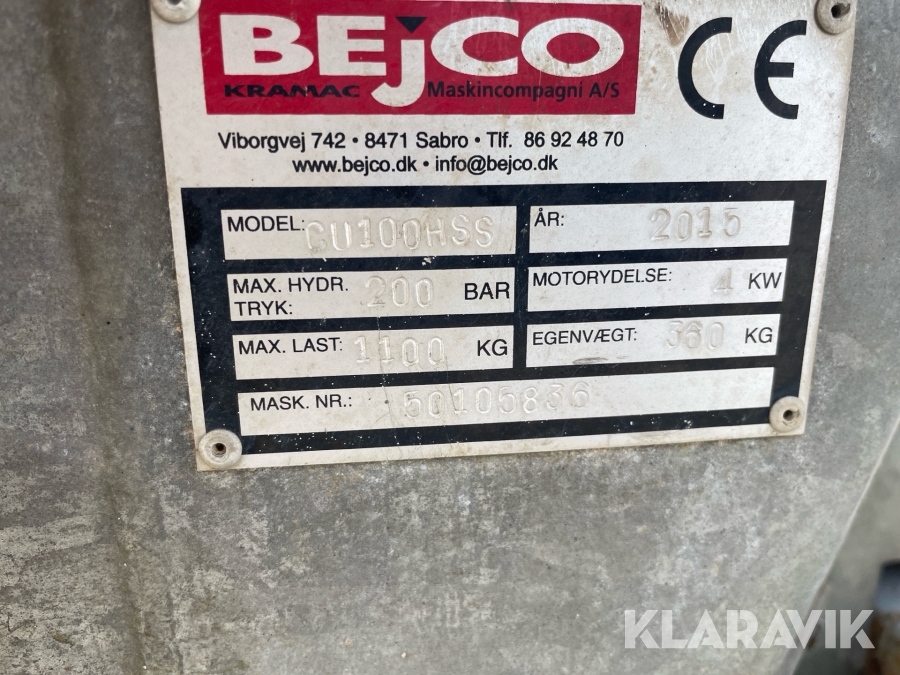 BEjCO
KRAMAC Maskincompagni A/S
CE
Viborgvej 742 • 8471 Sabro • Tlf. 86 92 48 70
www.bejco.dk • info@bejco.dk
MODEL: CU100HSS
ÅR: 2015
MAX. HYDR. TRYK: 200 BAR
MOTORYDELSE: 4 KW
MAX. LAST: 1100 KG
EGENVÆGT: 360 KG
MASK. NR.: 50105836
KLARAVIK